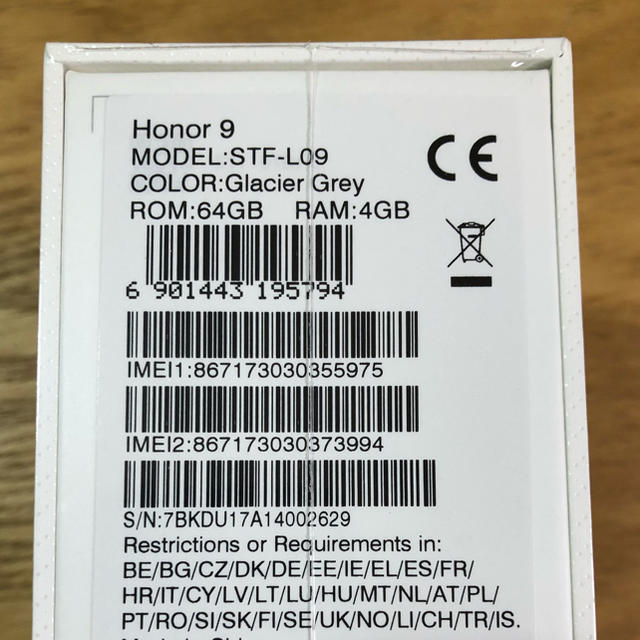 Honor 9
MODEL:STF-L09
COLOR:Glacier Grey
ROM:64GB RAM:4GB
CE
6 901443 195794
IMEI1:867173030355975
IMEI2:867173030373994
S/N:7BKDU17A14002629
Restrictions or Requirements in:
BE/BG/CZ/DK/DE/EE/IE/EL/ES/FR/
HR/IT/CY/LV/LT/LU/HU/MT/NL/AT/PL/
PT/RO/SI/SK/FI/SE/UK/NO/LI/CH/TR/IS.